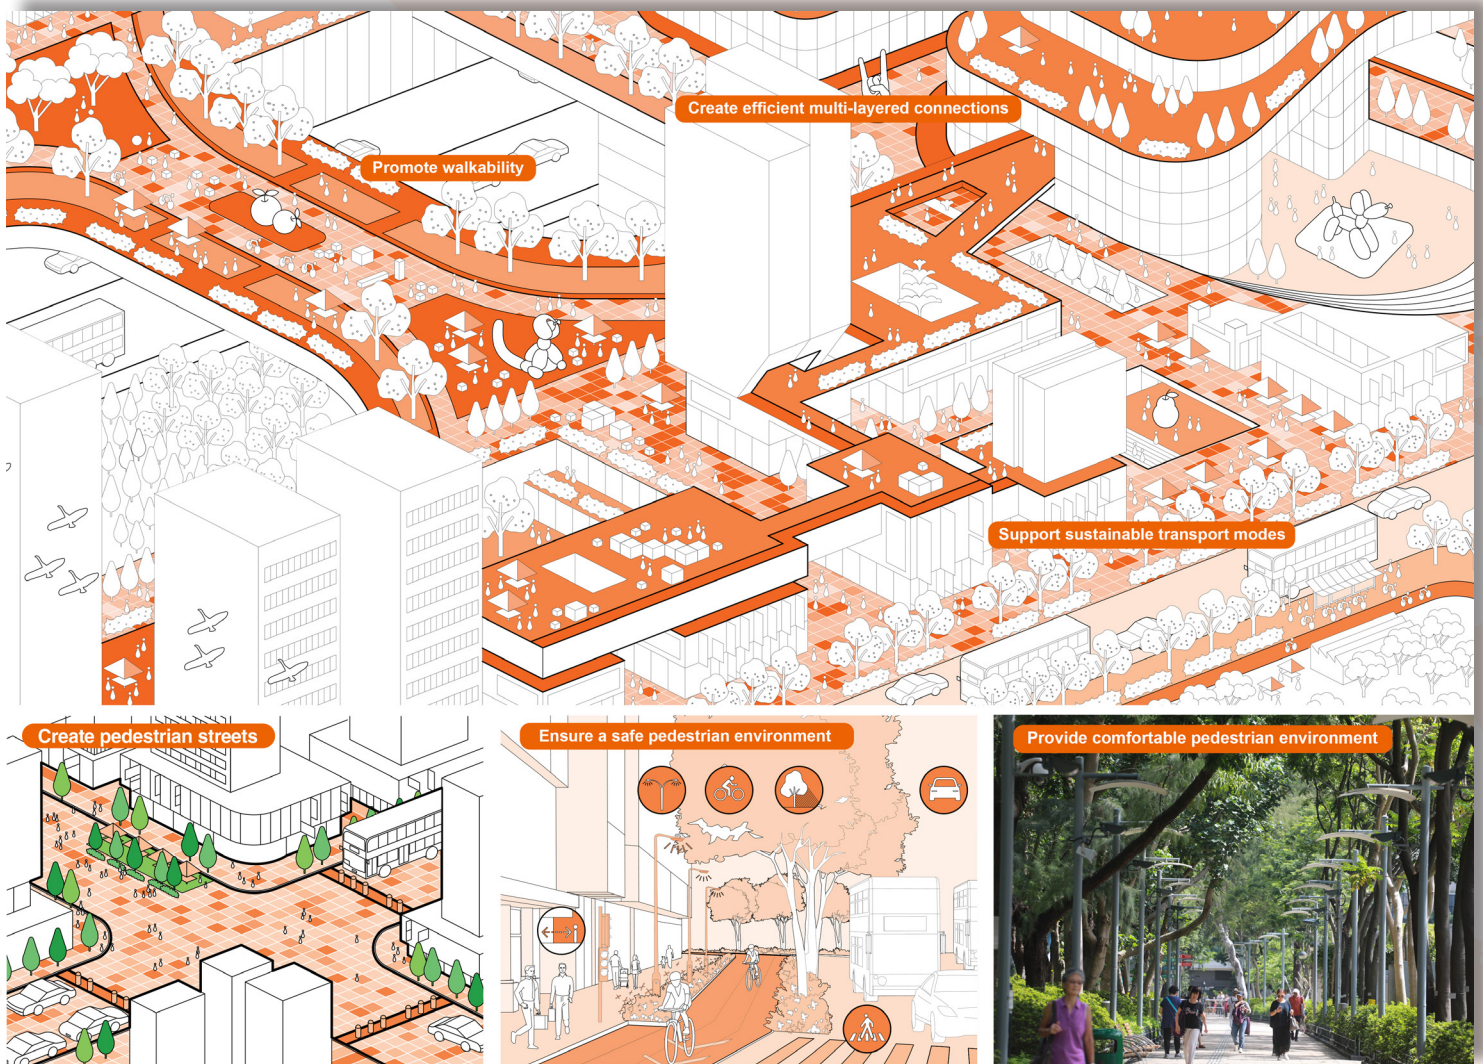 Create efficient multi-layered connections
Promote walkability
Support sustainable transport modes
Create pedestrian streets
Ensure a safe pedestrian environment
Provide comfortable pedestrian environment